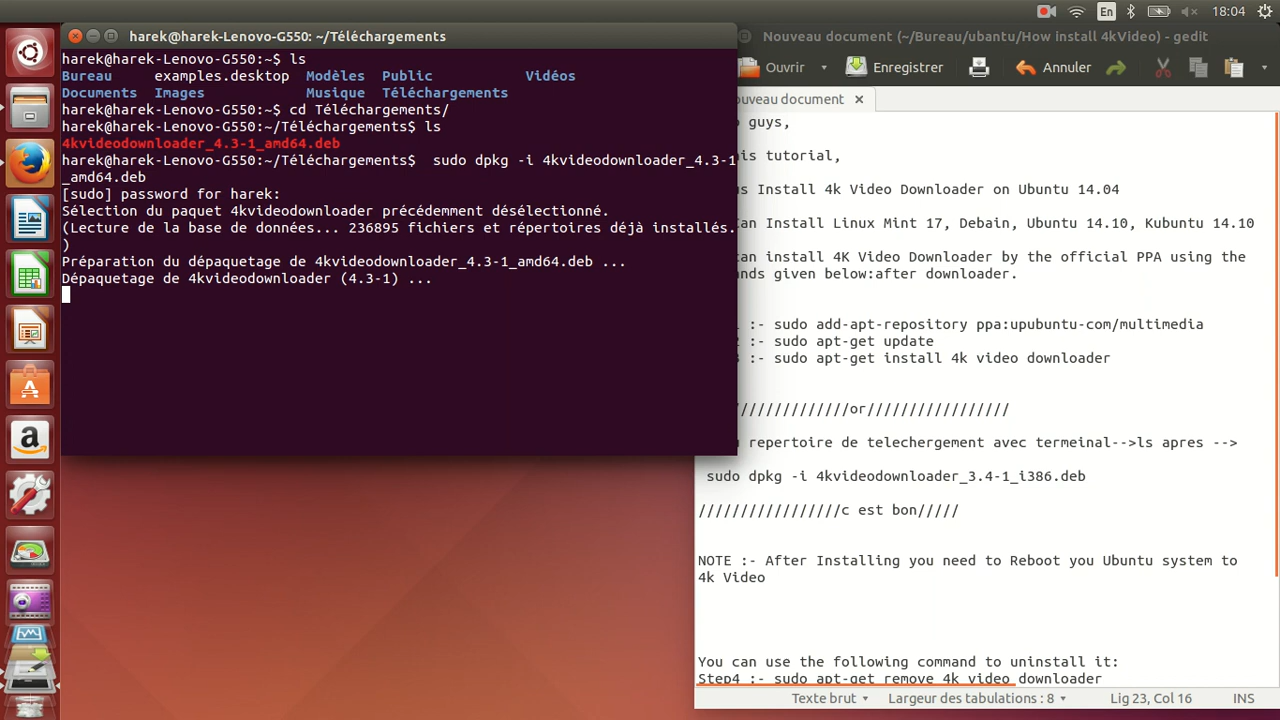 En
18:04
harek@harek-Lenovo-G550: ~/Téléchargements
harek@harek-Lenovo-G550:~$ ls
Bureau examples.desktop Modèles Public Vidéos
Documents Images Musique Téléchargements
harek@harek-Lenovo-G550:~$ cd Téléchargements/
harek@harek-Lenovo-G550:~/Téléchargements$ ls
4kvideodownloader_4.3-1_amd64.deb
harek@harek-Lenovo-G550:~/Téléchargements$  sudo dpkg -i 4kvideodownloader_4.3-1
_amd64.deb
[sudo] password for harek:
Sélection du paquet 4kvideodownloader précédemment désélectionné.
(Lecture de la base de données... 236895 fichiers et répertoires déjà installés.
)
Préparation du dépaquetage de 4kvideodownloader_4.3-1_amd64.deb ...
Dépaquetage de 4kvideodownloader (4.3-1) ...
Nouveau document (~/Bureau/ubuntu/How install 4kVideo) - gedit
Ouvrir Enregistrer Annuler
document
guys,
tutorial,
Install 4k Video Downloader on Ubuntu 14.04
Install Linux Mint 17, Debain, Ubuntu 14.10, Kubuntu 14.10
install 4K Video Downloader by the official PPA using the
given below:after downloader.
:- sudo add-apt-repository ppa:upubuntu-com/multimedia
:- sudo apt-get update
:- sudo apt-get install 4k video downloader
//////////////or/////////////////
repertoire de telechergement avec termeinal-->ls apres -->
sudo dpkg -i 4kvideodownloader_3.4-1_i386.deb
/////////////////c est bon/////
NOTE :- After Installing you need to Reboot you Ubuntu system to
4k Video
You can use the following command to uninstall it:
Step4 :- sudo apt-get remove 4k video downloader
Texte brut Largeur des tabulations : 8 Lig 23, Col 16 INS